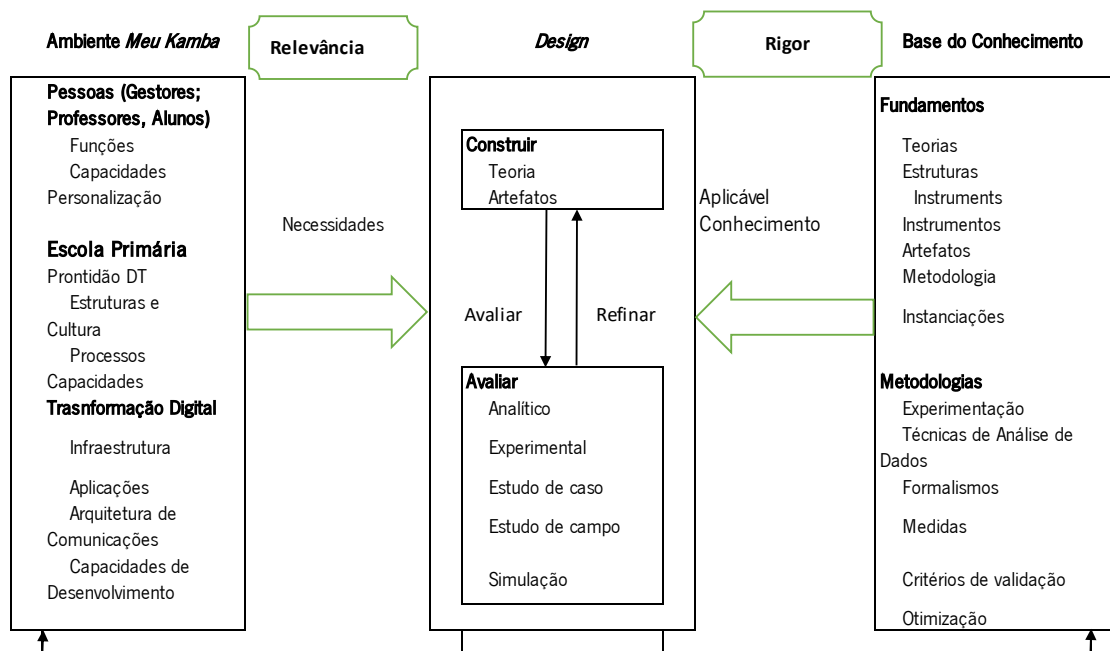 Ambiente Meu Kamba
Relevância
Design
Rigor
Base do Conhecimento
Pessoas (Gestores;
Professores, Alunos)
Funções
Capacidades
Personalização
Escola Primária
Prontidão DT
Estruturas e
Cultura
Processos
Capacidades
Trasnformação Digital
Infraestrutura
Aplicações
Arquitetura de
Comunicações
Capacidades de
Desenvolvimento
Necessidades
Construir
Teoria
Artefatos
Avaliar
Refinar
Avaliar
Analítico
Experimental
Estudo de caso
Estudo de campo
Simulação
Aplicável
Conhecimento
Fundamentos
Teorias
Estruturas
Instruments
Instrumentos
Artefatos
Metodologia
Instanciações
Metodologias
Experimentação
Técnicas de Análise de
Dados
Formalismos
Medidas
Critérios de validação
Otimização